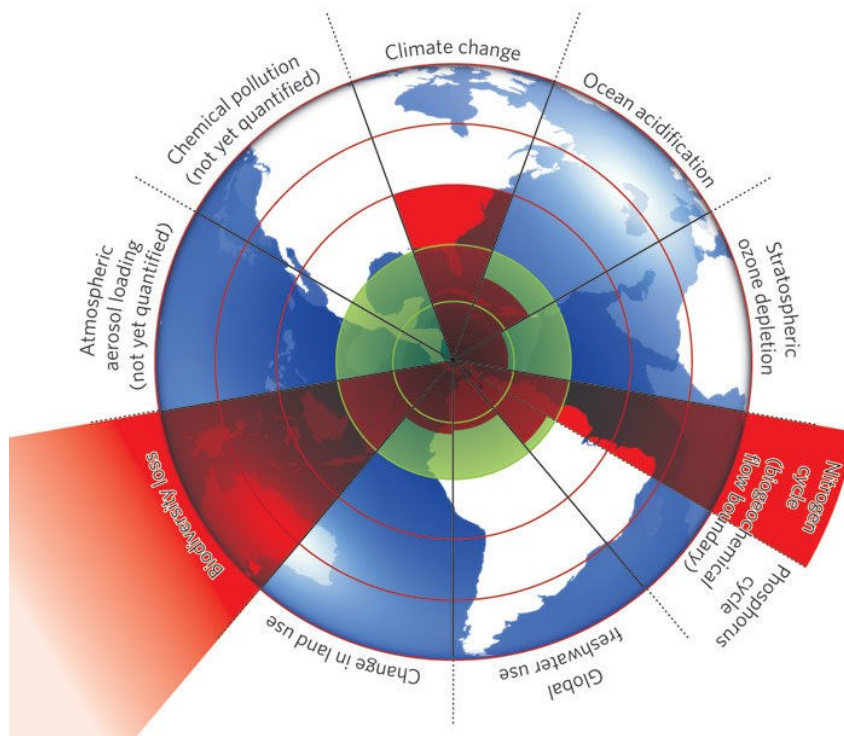 Climate change
Ocean acidification
Stratospheric
ozone depletion
Nitrogen
cycle
(biogeochemical
flow boundary)
Phosphorus
cycle
Global
freshwater use
Change in land use
Biodiversity loss
Atmospheric
aerosol loading
(not yet quantified)
Chemical pollution
(not yet quantified)